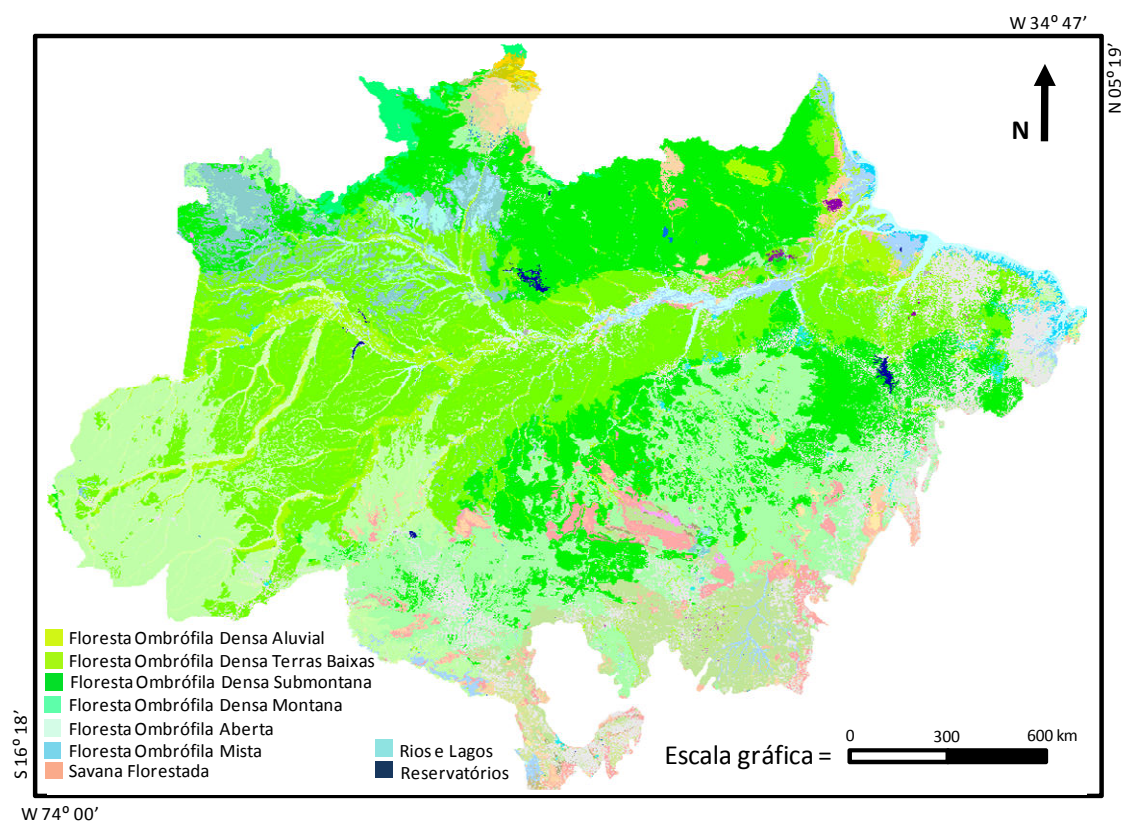 W 34º 47’
N 05º 19’
N
Floresta Ombrófila Densa Aluvial
Floresta Ombrófila Densa Terras Baixas
Floresta Ombrófila Densa Submontana
Floresta Ombrófila Densa Montana
Floresta Ombrófila Aberta
Floresta Ombrófila Mista
Savana Florestada
Rios e Lagos
Reservatórios
Escala gráfica =
0 300 600 km
S 16º 18’
W 74º 00’